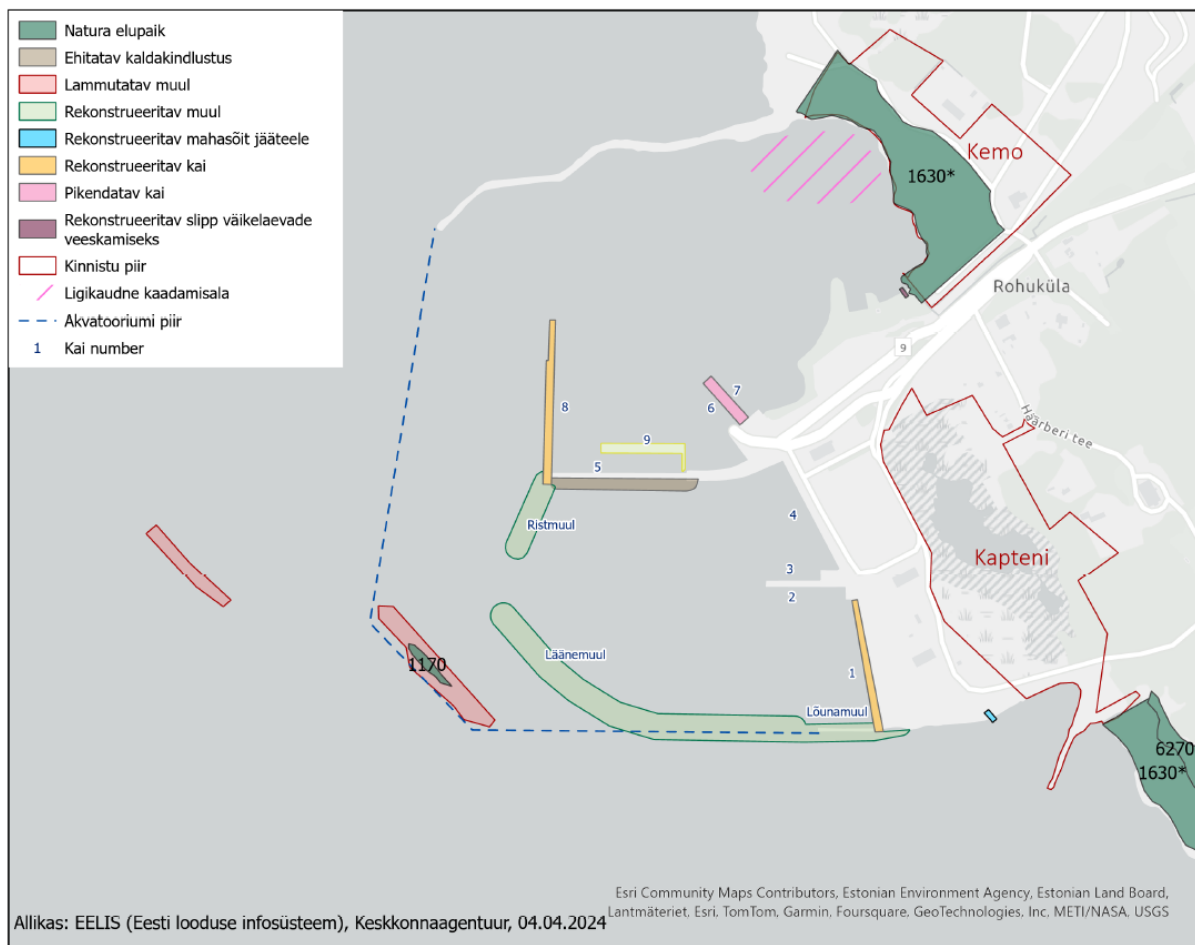 Natura elupaik
Ehitatav kaldakindlustus
Lammutatav muul
Rekonstrueeritav muul
Rekonstrueeritav mahasõit jääteele
Rekonstrueeritav kai
Pikendatav kai
Rekonstrueeritav slipp väikelaevade
veeskamiseks
Kinnistu piir
Ligikaudne kaadamisala
Akvatooriumi piir
1 Kai number
Kemo
1630*
Rohuküla
9
7
6
8
9
5
Häärberi tee
4
Ristmuul
Kapteni
3
2
Läänemuul
1170
1
Lõunamuul
6270
1630*
Esri Community Maps Contributors, Estonian Environment Agency, Estonian Land Board,
Lantmäteriet, Esri, TomTom, Garmin, Foursquare, GeoTechnologies, Inc, METI/NASA, USGS
Allikas: EELIS (Eesti looduse infosüsteem), Keskkonnaagentuur, 04.04.2024